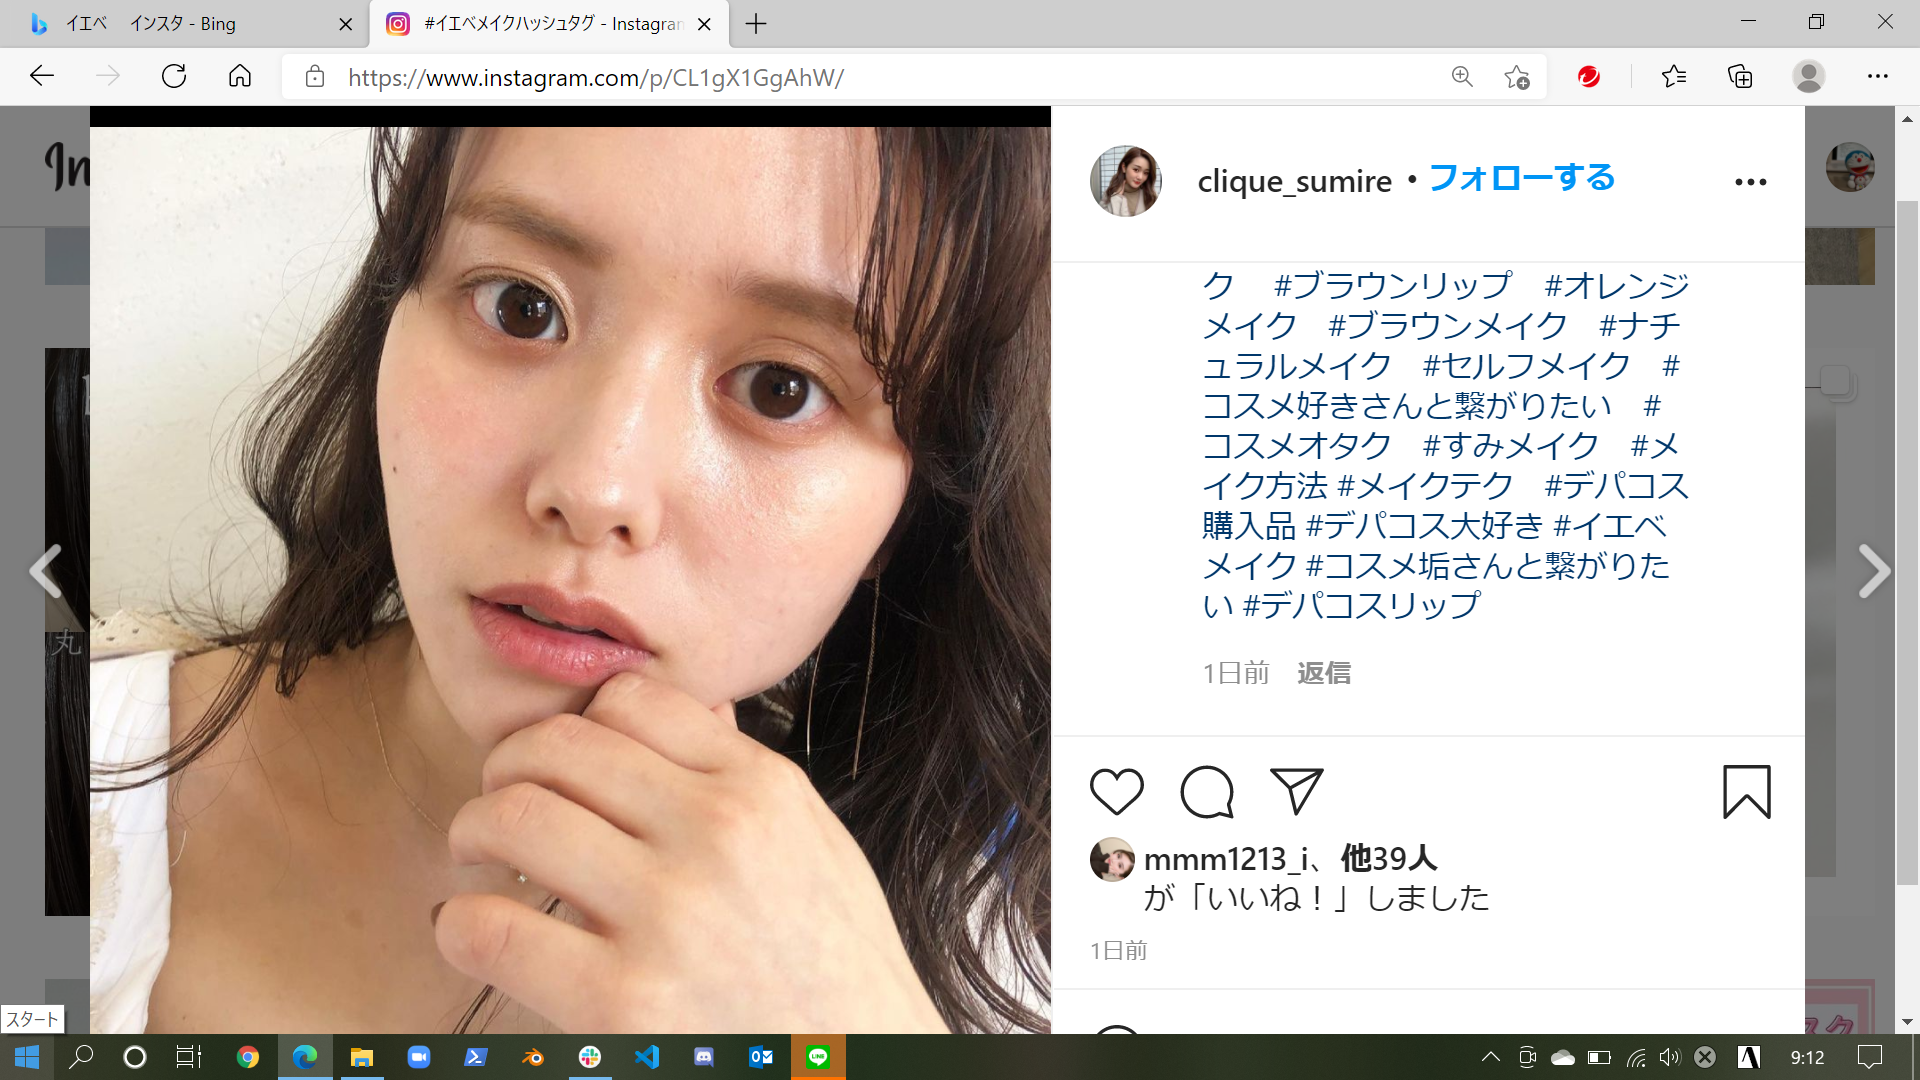 イエベ　インスタ - Bing
#イエベメイクハッシュタグ - Instagram
https://www.instagram.com/p/CL1gX1GgAhW/
In
clique_sumire • フォローする
ク　#ブラウンリップ　#オレンジ
メイク　#ブラウンメイク　#ナチ
ュラルメイク　#セルフメイク　#
コスメ好きさんと繋がりたい　#
コスメオタク　#すみメイク　#メ
イク方法 #メイクテク　#デパコス
購入品 #デパコス大好き #イエベ
メイク #コスメ垢さんと繋がりた
い #デパコスリップ
1日前　返信
丸
mmm1213_i、他39人
が「いいね！」しました
1日前
スク
スタート
9:12